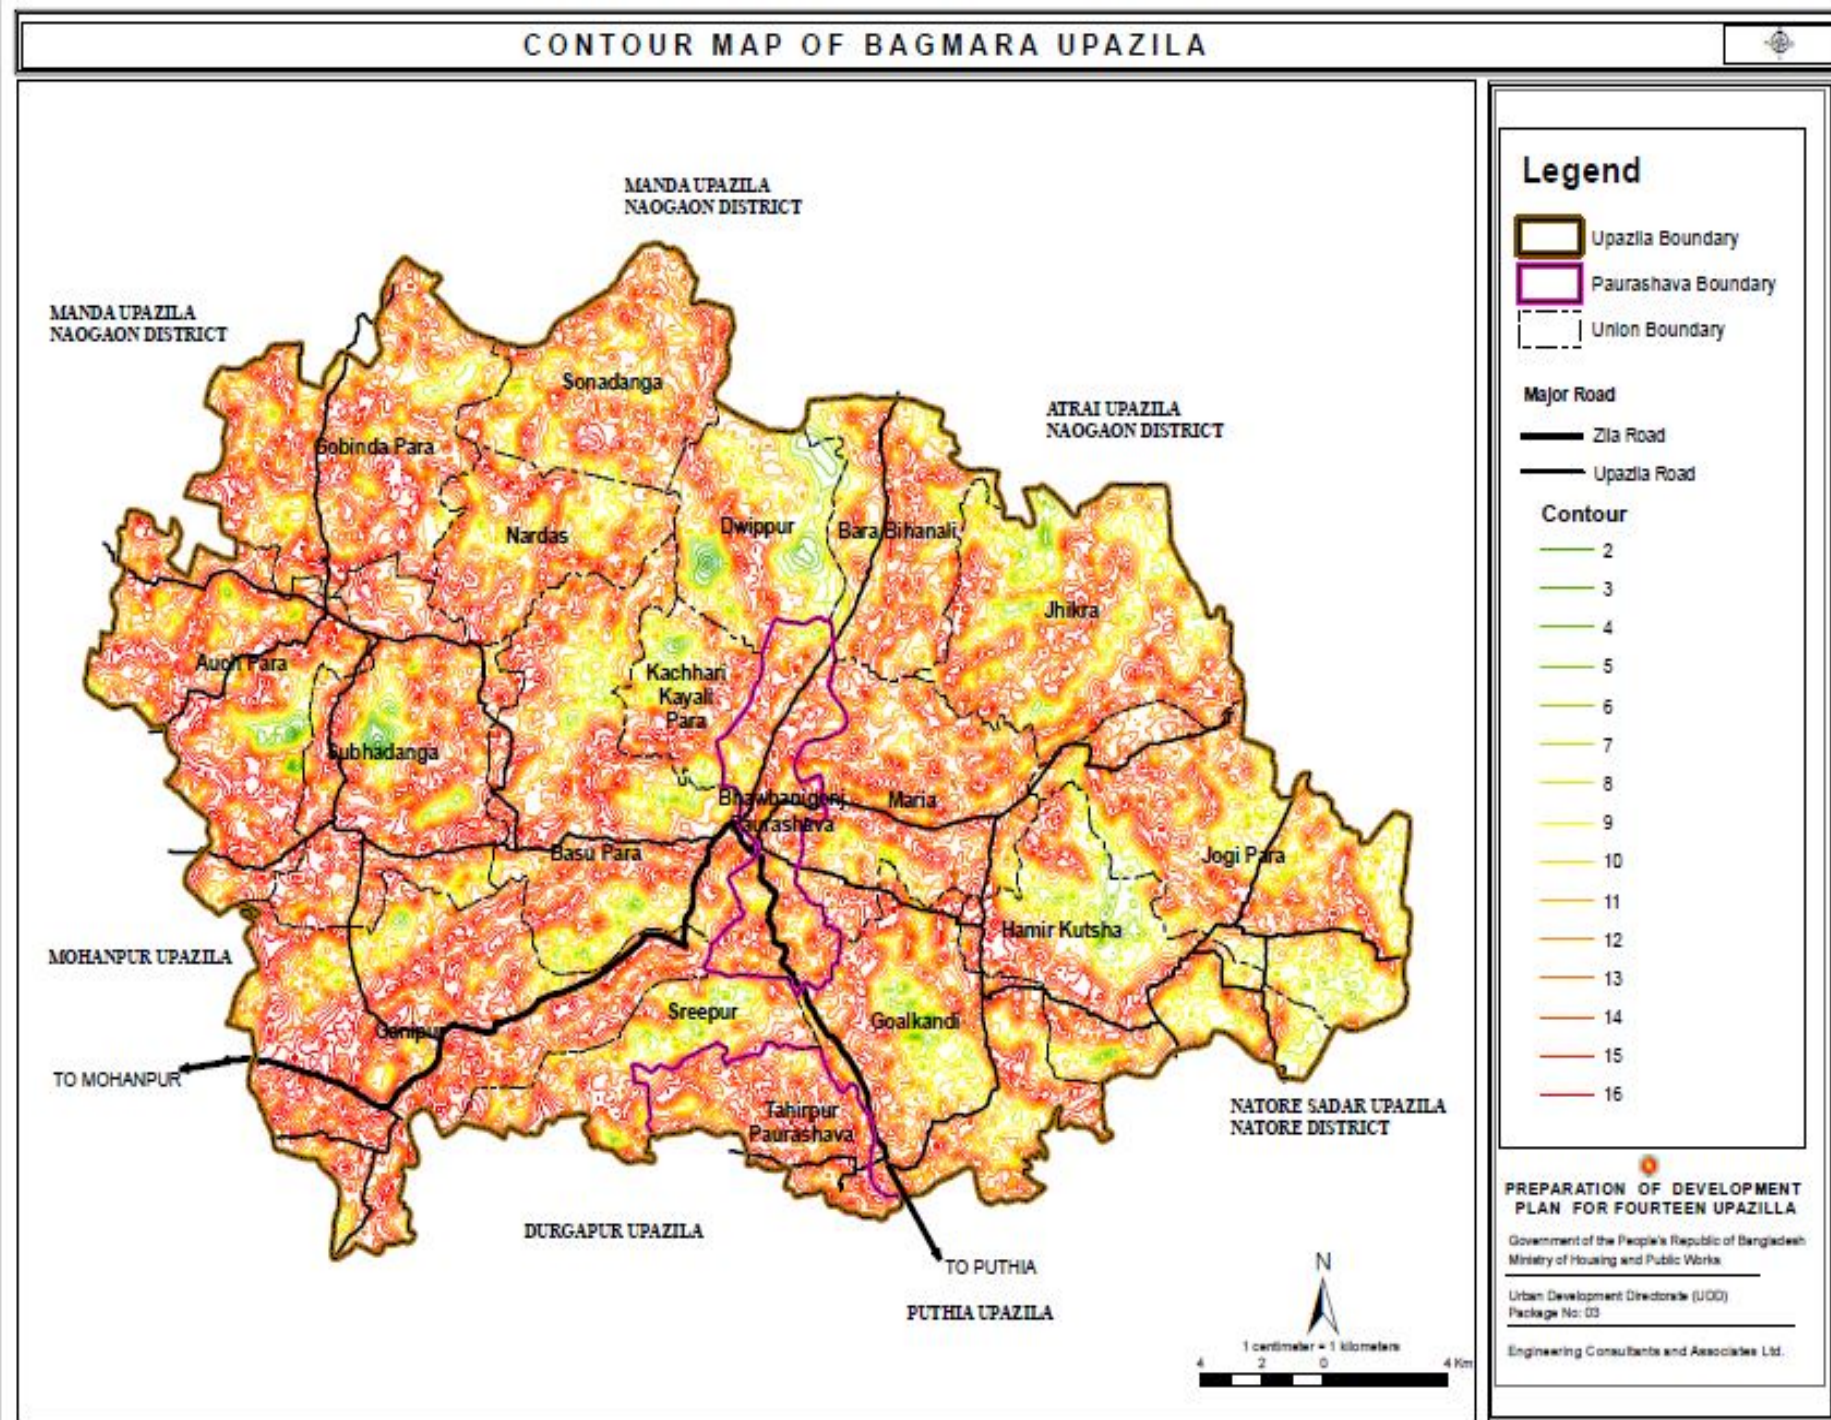 CONTOUR MAP OF BAGMARA UPAZILA
MANDA UPAZILA
NAOGAON DISTRICT
MANDA UPAZILA
NAOGAON DISTRICT
ATRAI UPAZILA
NAOGAON DISTRICT
Sonadanga
Gobinda Para
Nardas
Dwippur
Bara Bihanali
Jhikra
Auch Para
Kachhari
Kayali
Para
Subhadanga
Bhawbanigonj
Paurashava
Maria
Basu Para
Jogi Para
Hamir Kutsha
MOHANPUR UPAZILA
Sreepur
Goalkandi
Ganipur
TO MOHANPUR
Tahirpur
Paurashava
NATORE SADAR UPAZILA
NATORE DISTRICT
DURGAPUR UPAZILA
TO PUTHIA
PUTHIA UPAZILA
N
1 centimeter = 1 kilometers
4 2 0 4 Km
Legend
Upazila Boundary
Paurashava Boundary
Union Boundary
Major Road
Zila Road
Upazila Road
Contour
2
3
4
5
6
7
8
9
10
11
12
13
14
15
16
PREPARATION OF DEVELOPMENT
PLAN FOR FOURTEEN UPAZILLA
Government of the People's Republic of Bangladesh
Ministry of Housing and Public Works
Urban Development Directorate (UDD)
Package No: 03
Engineering Consultants and Associates Ltd.